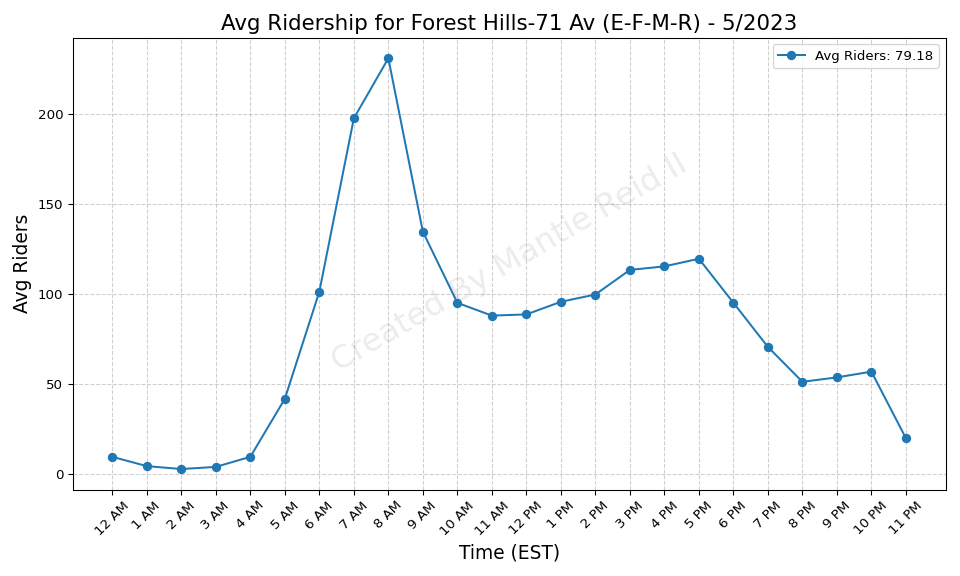 Avg Ridership for Forest Hills-71 Av (E-F-M-R) - 5/2023
Avg Riders: 79.18
Avg Riders
200
150
100
50
0
Created By Mantie Reid II
12 AM
1 AM
2 AM
3 AM
4 AM
5 AM
6 AM
7 AM
8 AM
9 AM
10 AM
11 AM
12 PM
1 PM
2 PM
3 PM
4 PM
5 PM
6 PM
7 PM
8 PM
9 PM
10 PM
11 PM
Time (EST)